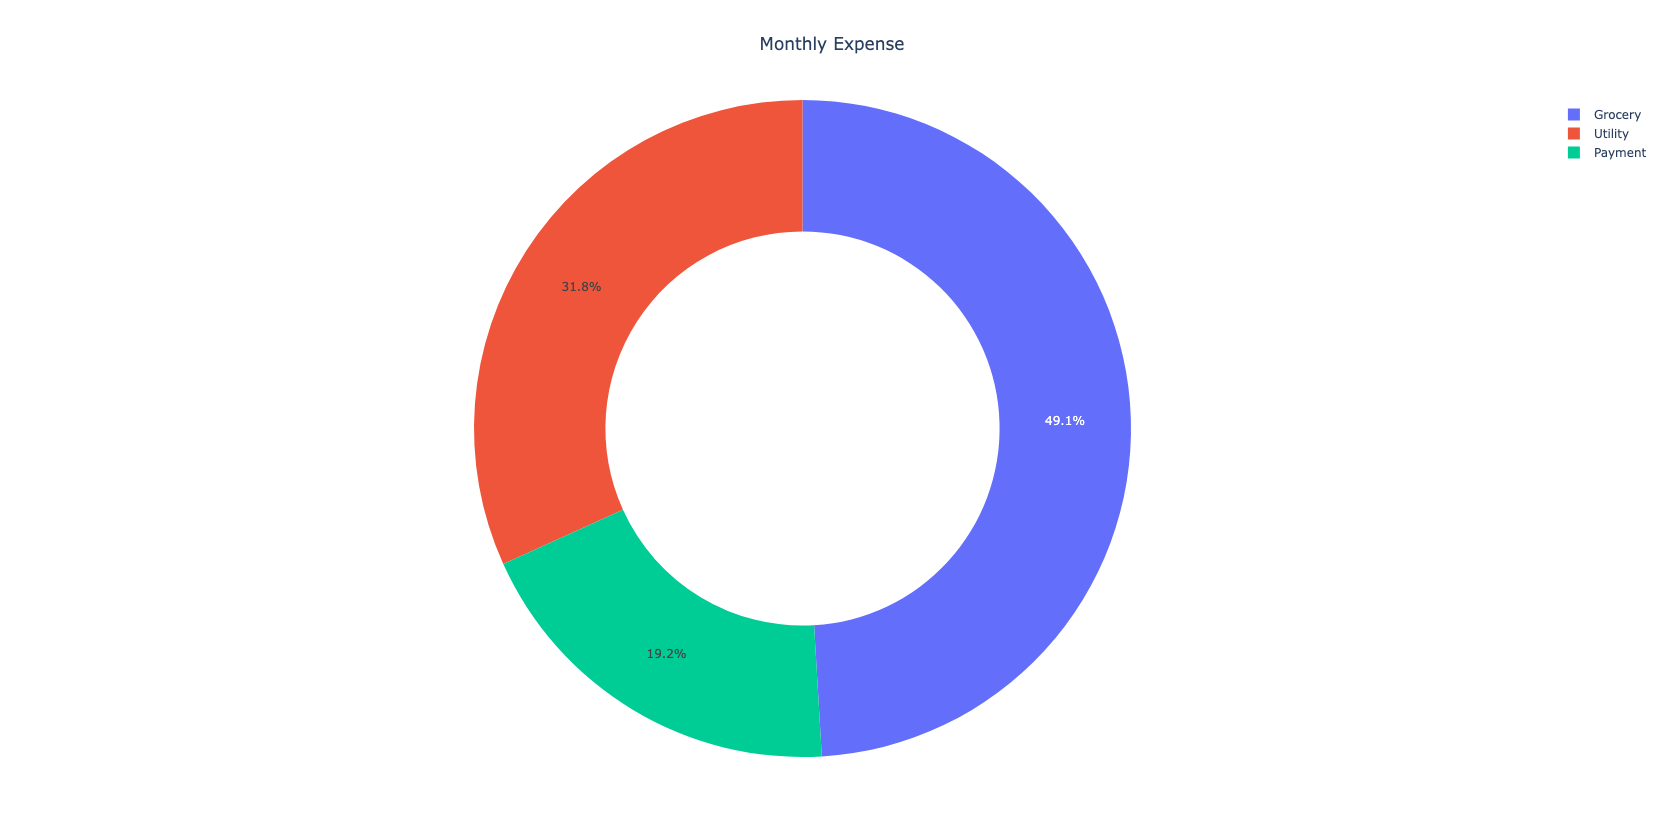 Monthly Expense
Grocery
Utility
Payment
31.8%
49.1%
19.2%